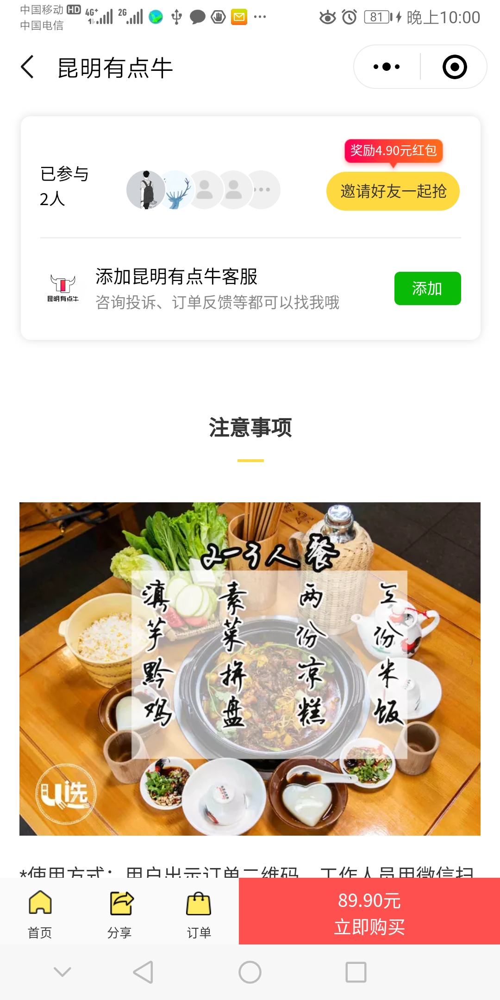 中国移动 HD 4G+ 2G 81 晚上10:00
中国电信
昆明有点牛
奖励4.90元红包
已参与
2人
邀请好友一起抢
添加昆明有点牛客服
咨询投诉、订单反馈等都可以找我哦
昆明有点牛
添加
注意事项
2-3人餐
滇芋黔鸡
素菜拼盘
两份凉糕
三份米饭
U选
*使用方式：用户出示订单二维码，工作人员用微信扫
首页
分享
订单
89.90元
立即购买